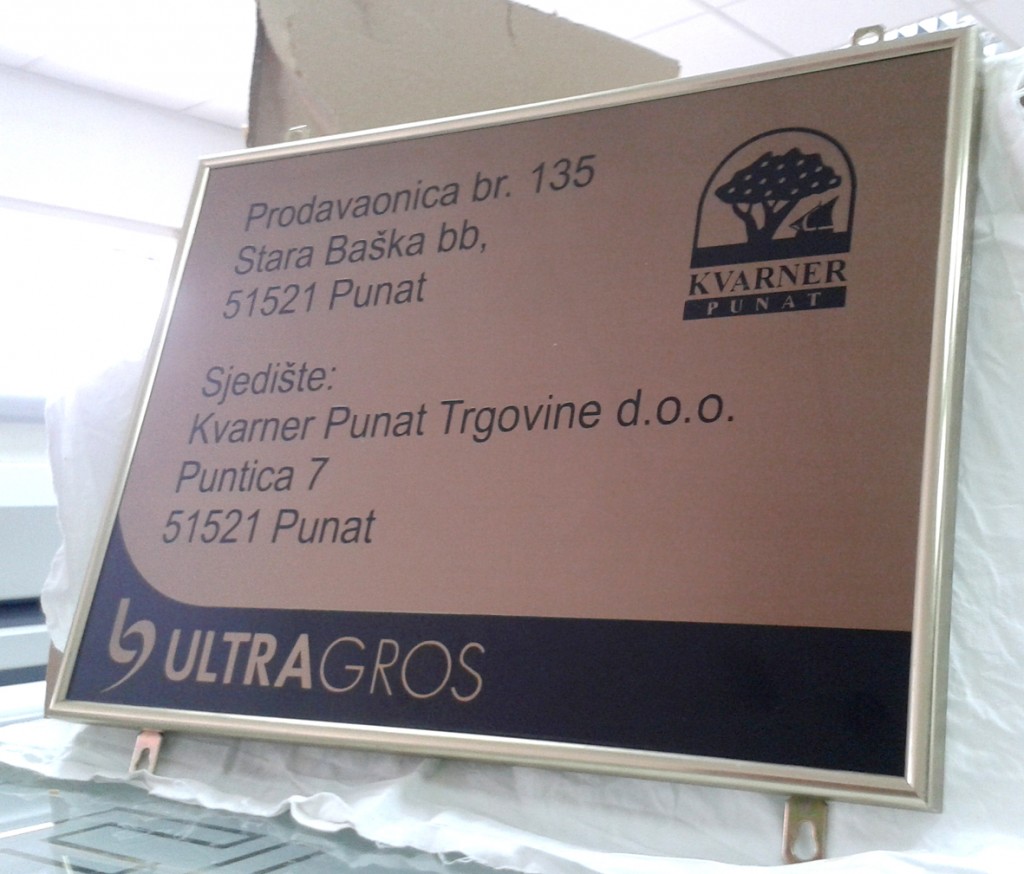 Prodavaonica br. 135
Stara Baška bb,
51521 Punat
KVARNER
PUNAT
Sjedište:
Kvarner Punat Trgovine d.o.o.
Puntica 7
51521 Punat
ULTRAGROS